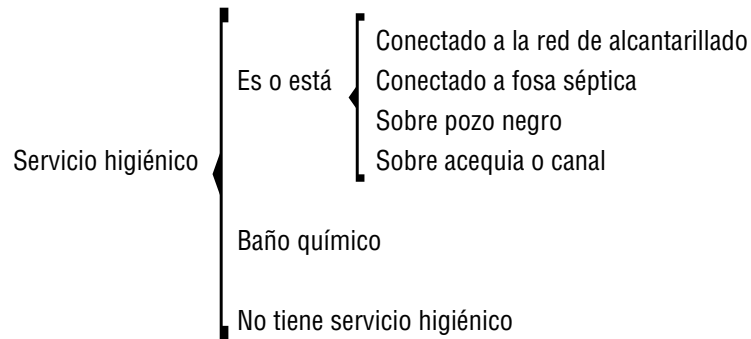 Servicio higiénico
Es o está
Conectado a la red de alcantarillado
Conectado a fosa séptica
Sobre pozo negro
Sobre acequia o canal
Baño químico
No tiene servicio higiénico